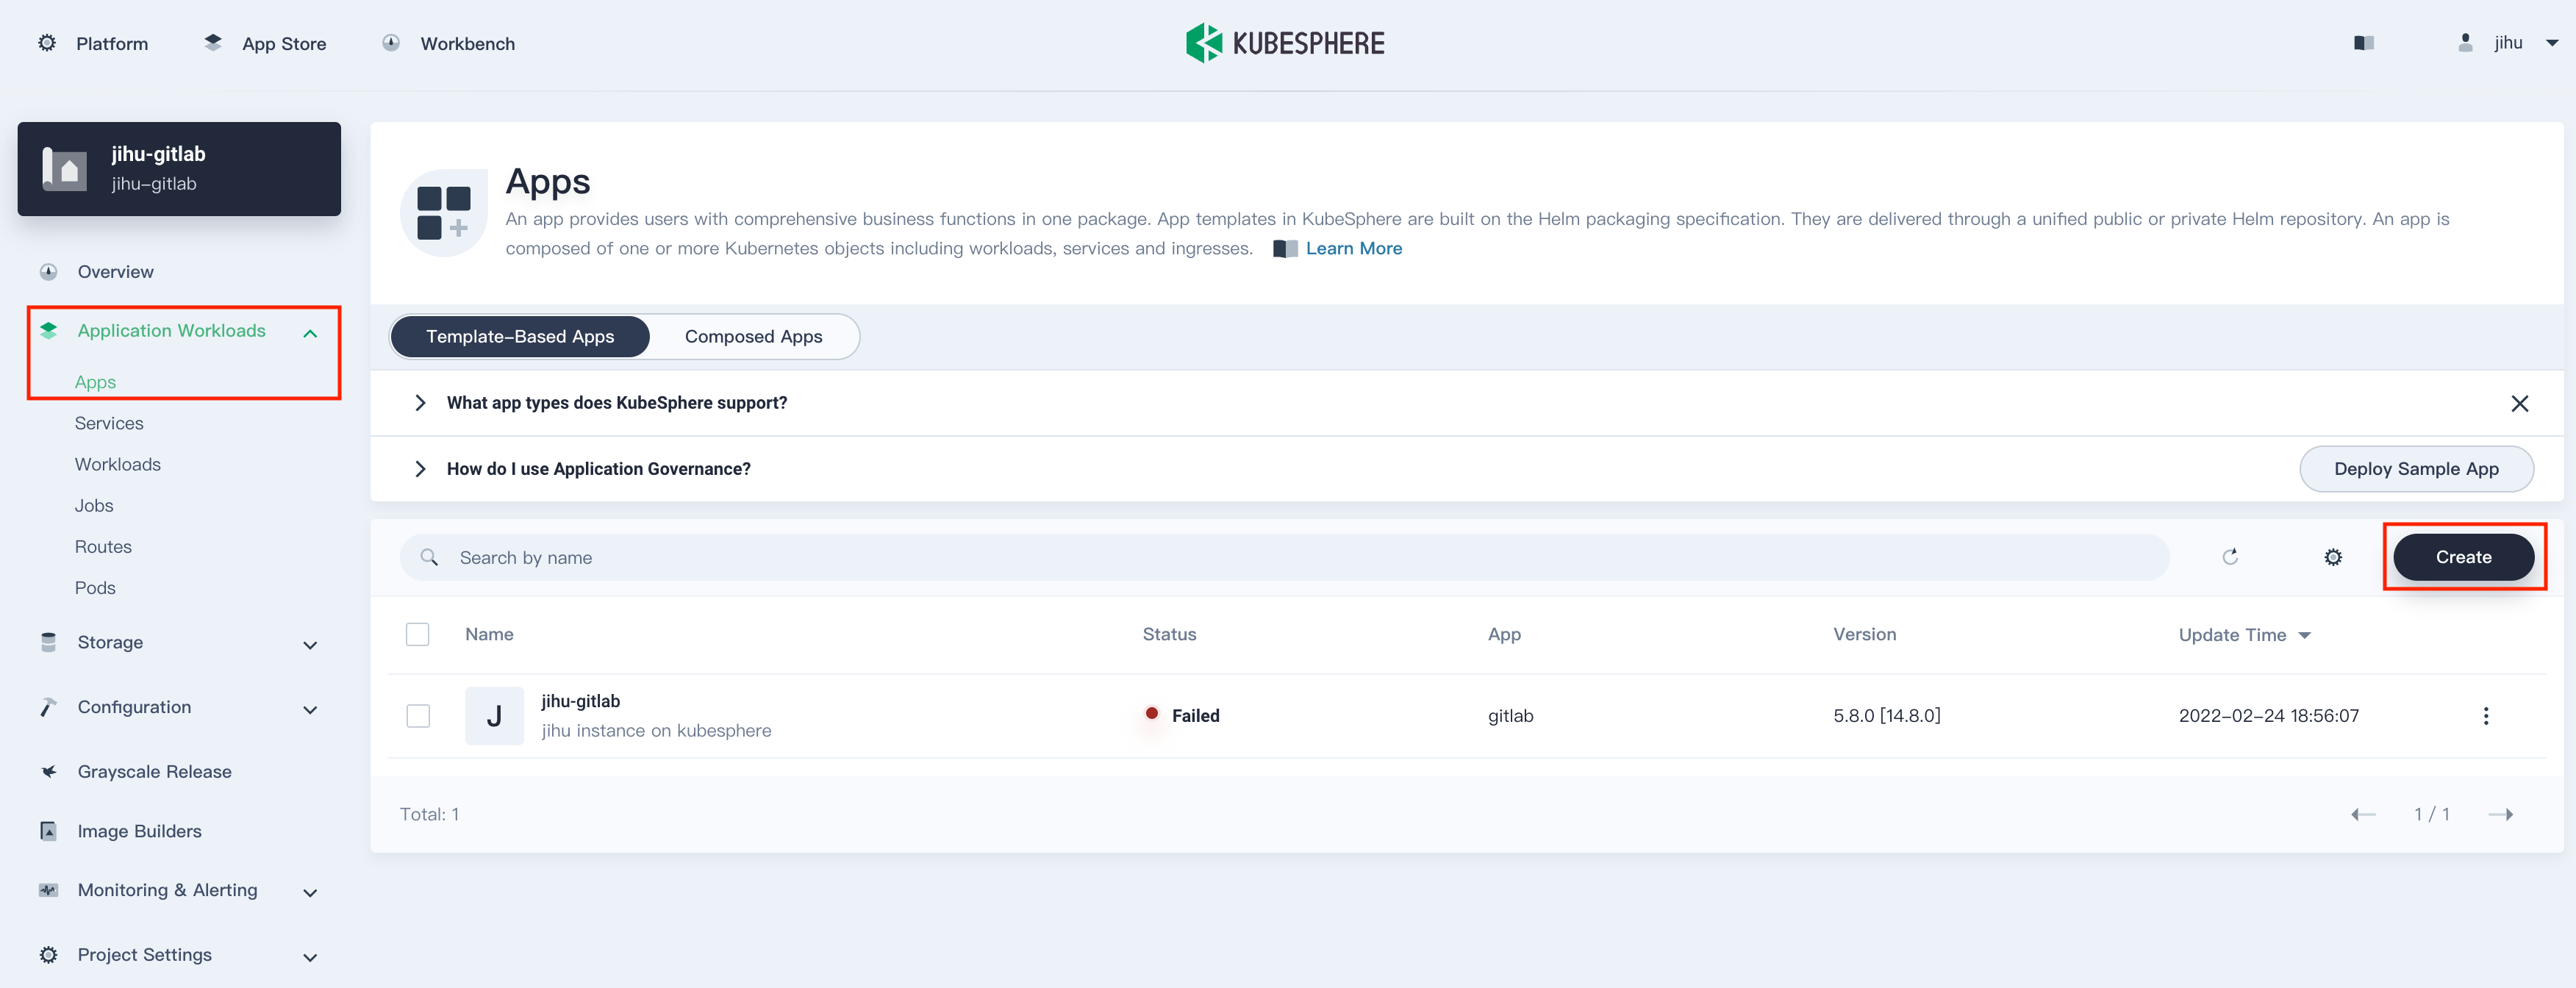 Platform
App Store
Workbench
KUBESPHERE
jihu
jihu-gitlab
jihu-gitlab
Overview
Application Workloads
Apps
Services
Workloads
Jobs
Routes
Pods
Storage
Configuration
Grayscale Release
Image Builders
Monitoring & Alerting
Project Settings
Apps
An app provides users with comprehensive business functions in one package. App templates in KubeSphere are built on the Helm packaging specification. They are delivered through a unified public or private Helm repository. An app is
composed of one or more Kubernetes objects including workloads, services and ingresses. Learn More
Template-Based Apps
Composed Apps
What app types does KubeSphere support?
How do I use Application Governance?
Deploy Sample App
Search by name
Create
Name Status App Version Update Time
J
jihu-gitlab
jihu instance on kubesphere
Failed
gitlab
5.8.0 [14.8.0]
2022-02-24 18:56:07
Total: 1
1 / 1